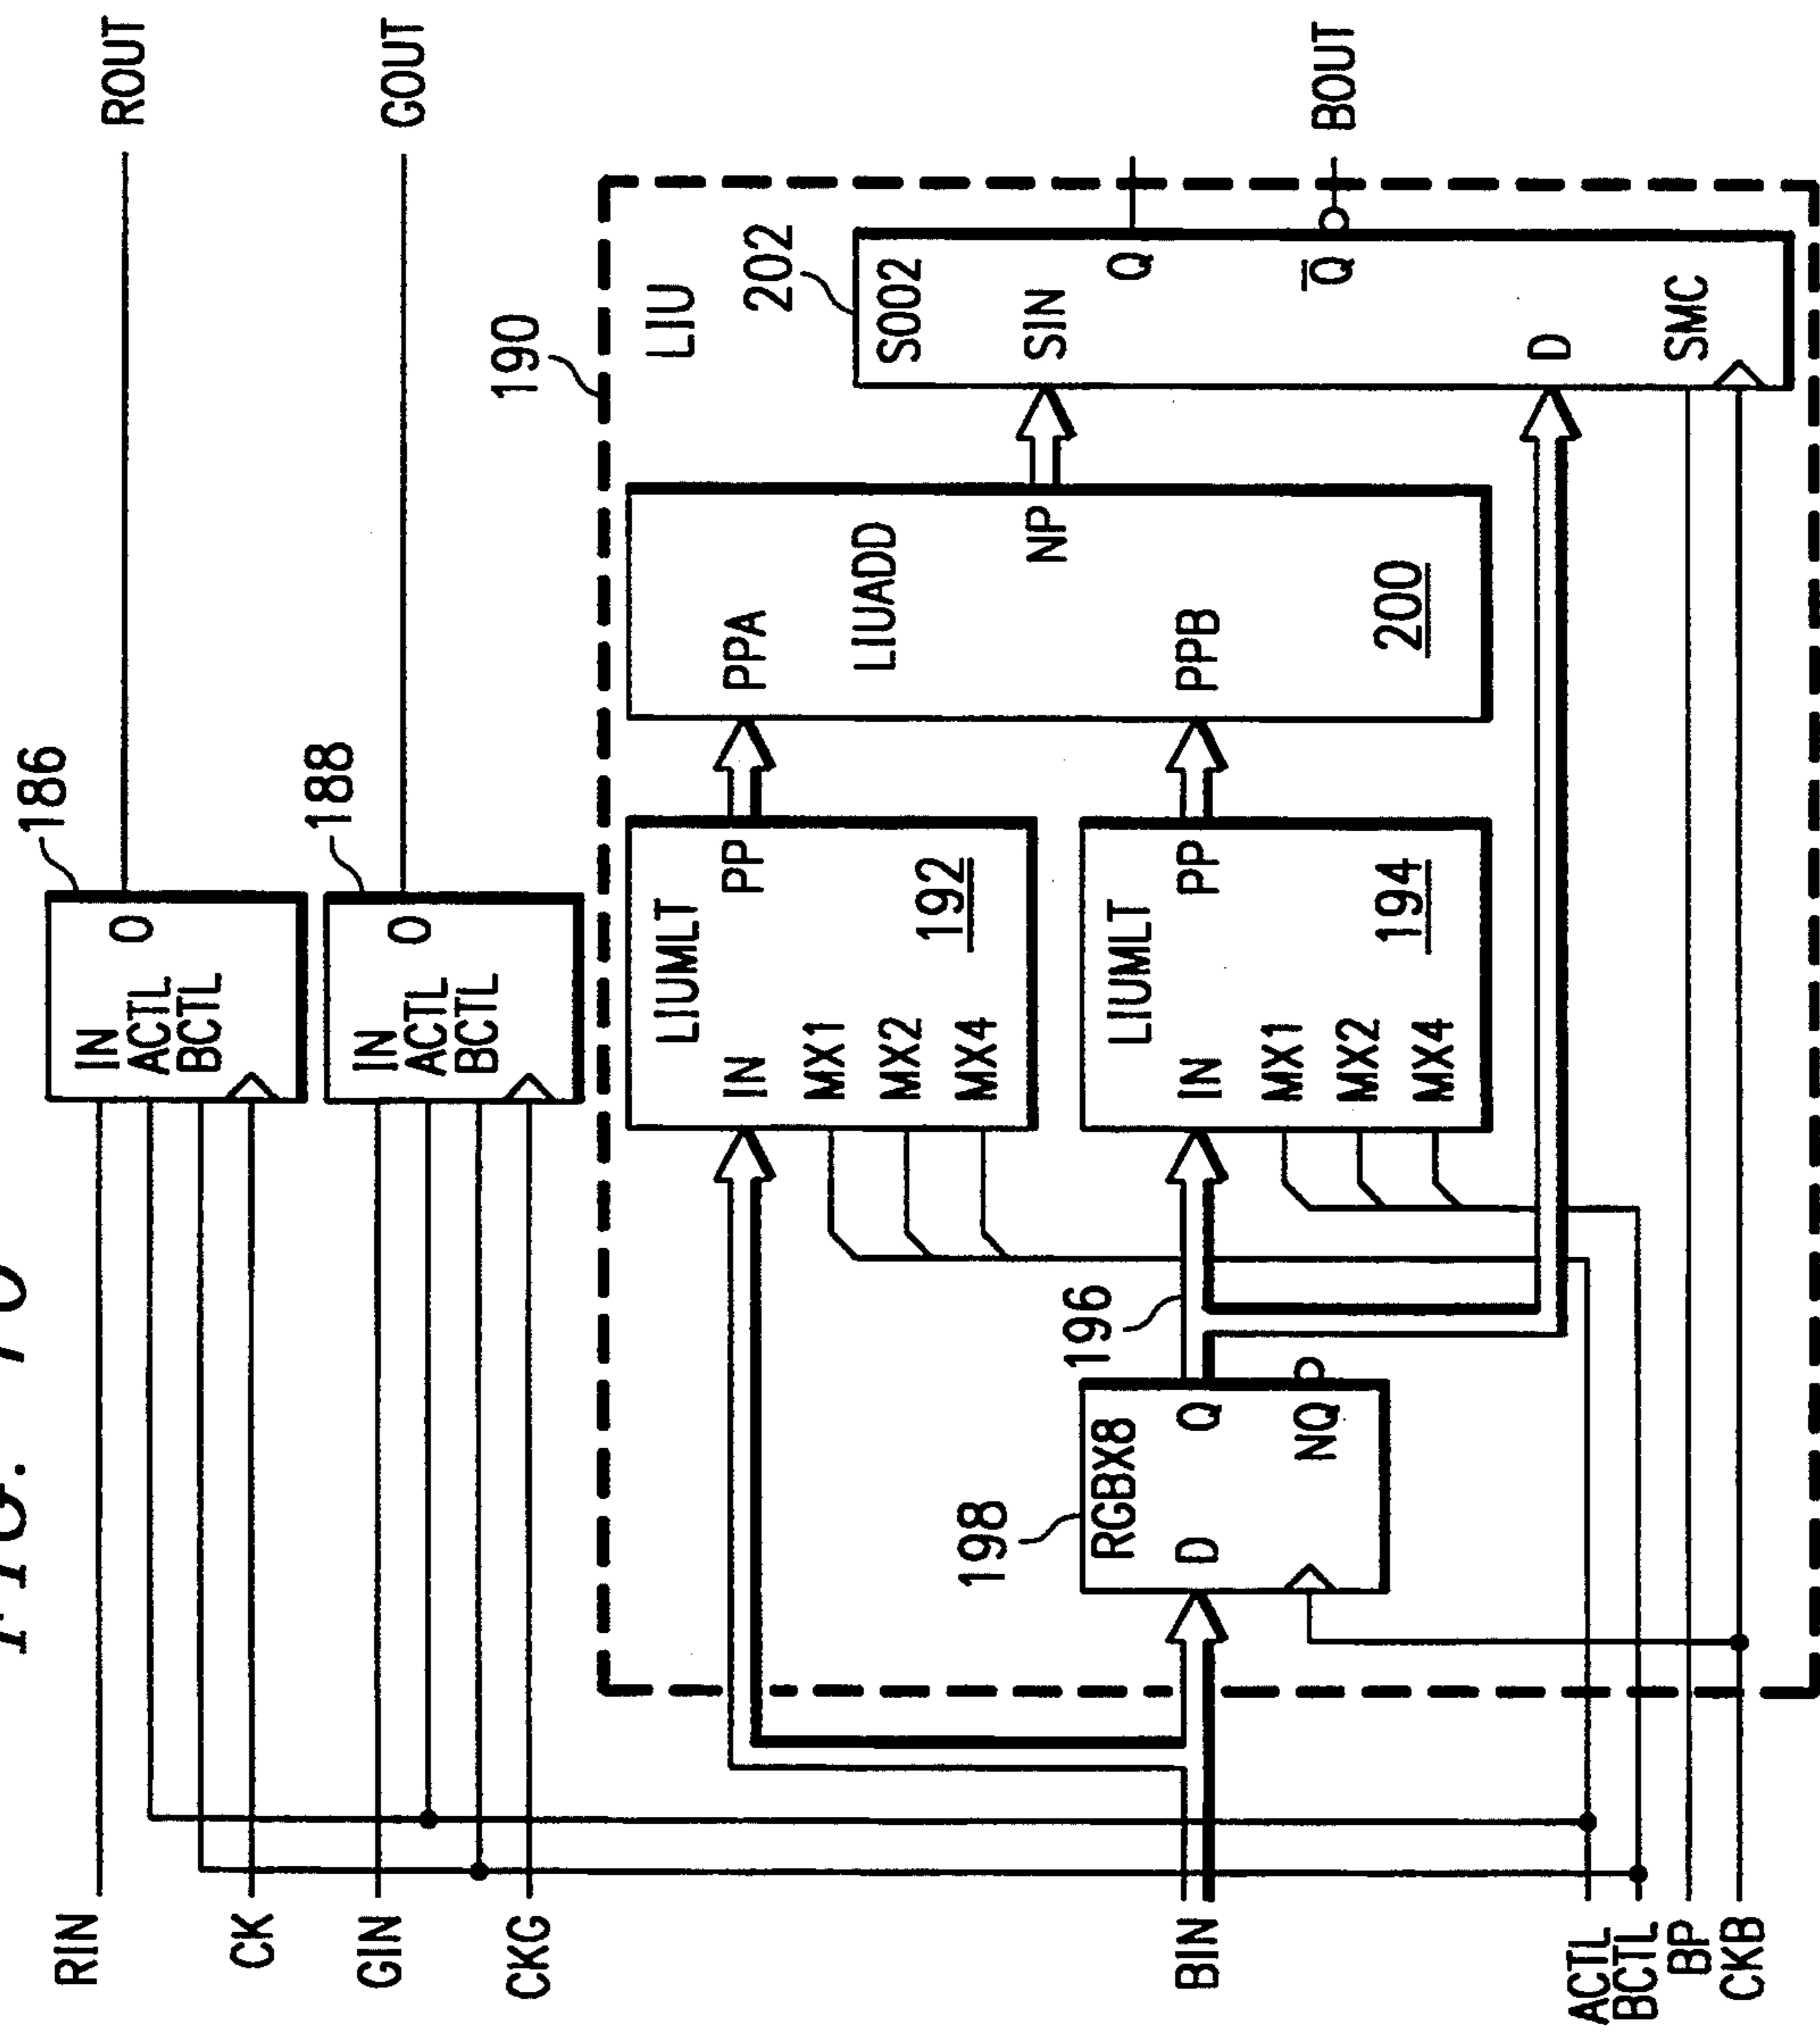 RIN
CK
GIN
CKG
BIN
ACTL
BCTL
BP
CKB
186
IN
ACTL
BCTL
O
ROUT
188
IN
ACTL
BCTL
O
GOUT
190
LIU
LIUMLT
IN
PP
MX1
MX2
MX4
192
LIUMLT
IN
PP
MX1
MX2
MX4
194
196
198
RGBX8
D
Q
NQ
PPA
LIUADD
NP
PPB
200
202
S002
SIN
Q
Q
D
SMC
BOUT